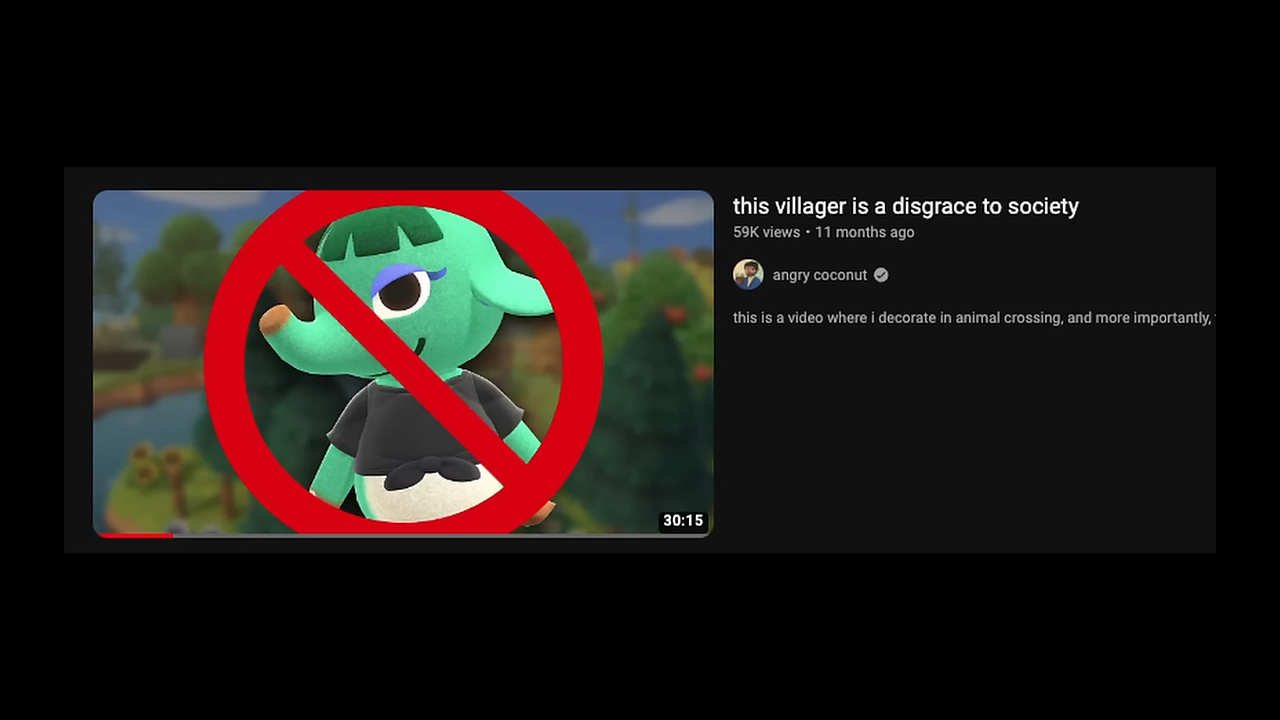 this villager is a disgrace to society
59K views • 11 months ago
angry coconut
this is a video where i decorate in animal crossing, and more importantly,
30:15